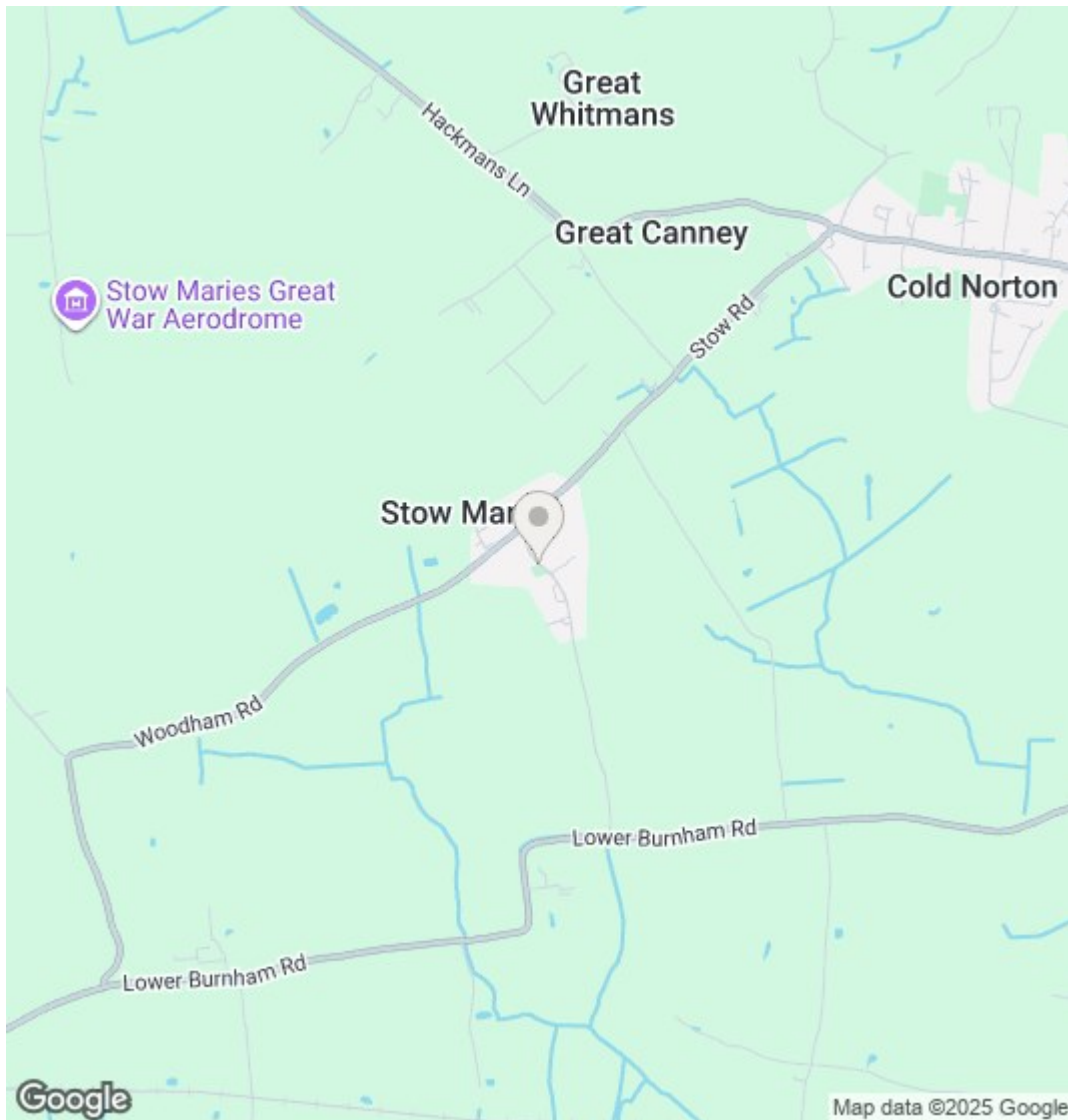 Great
Whitmans
Hackmans Ln
Great Canney
Cold Norton
Stow Maries Great
War Aerodrome
Stow Rd
Stow Mar
Woodham Rd
Lower Burnham Rd
Lower Burnham Rd
Google
Map data ©2025 Google